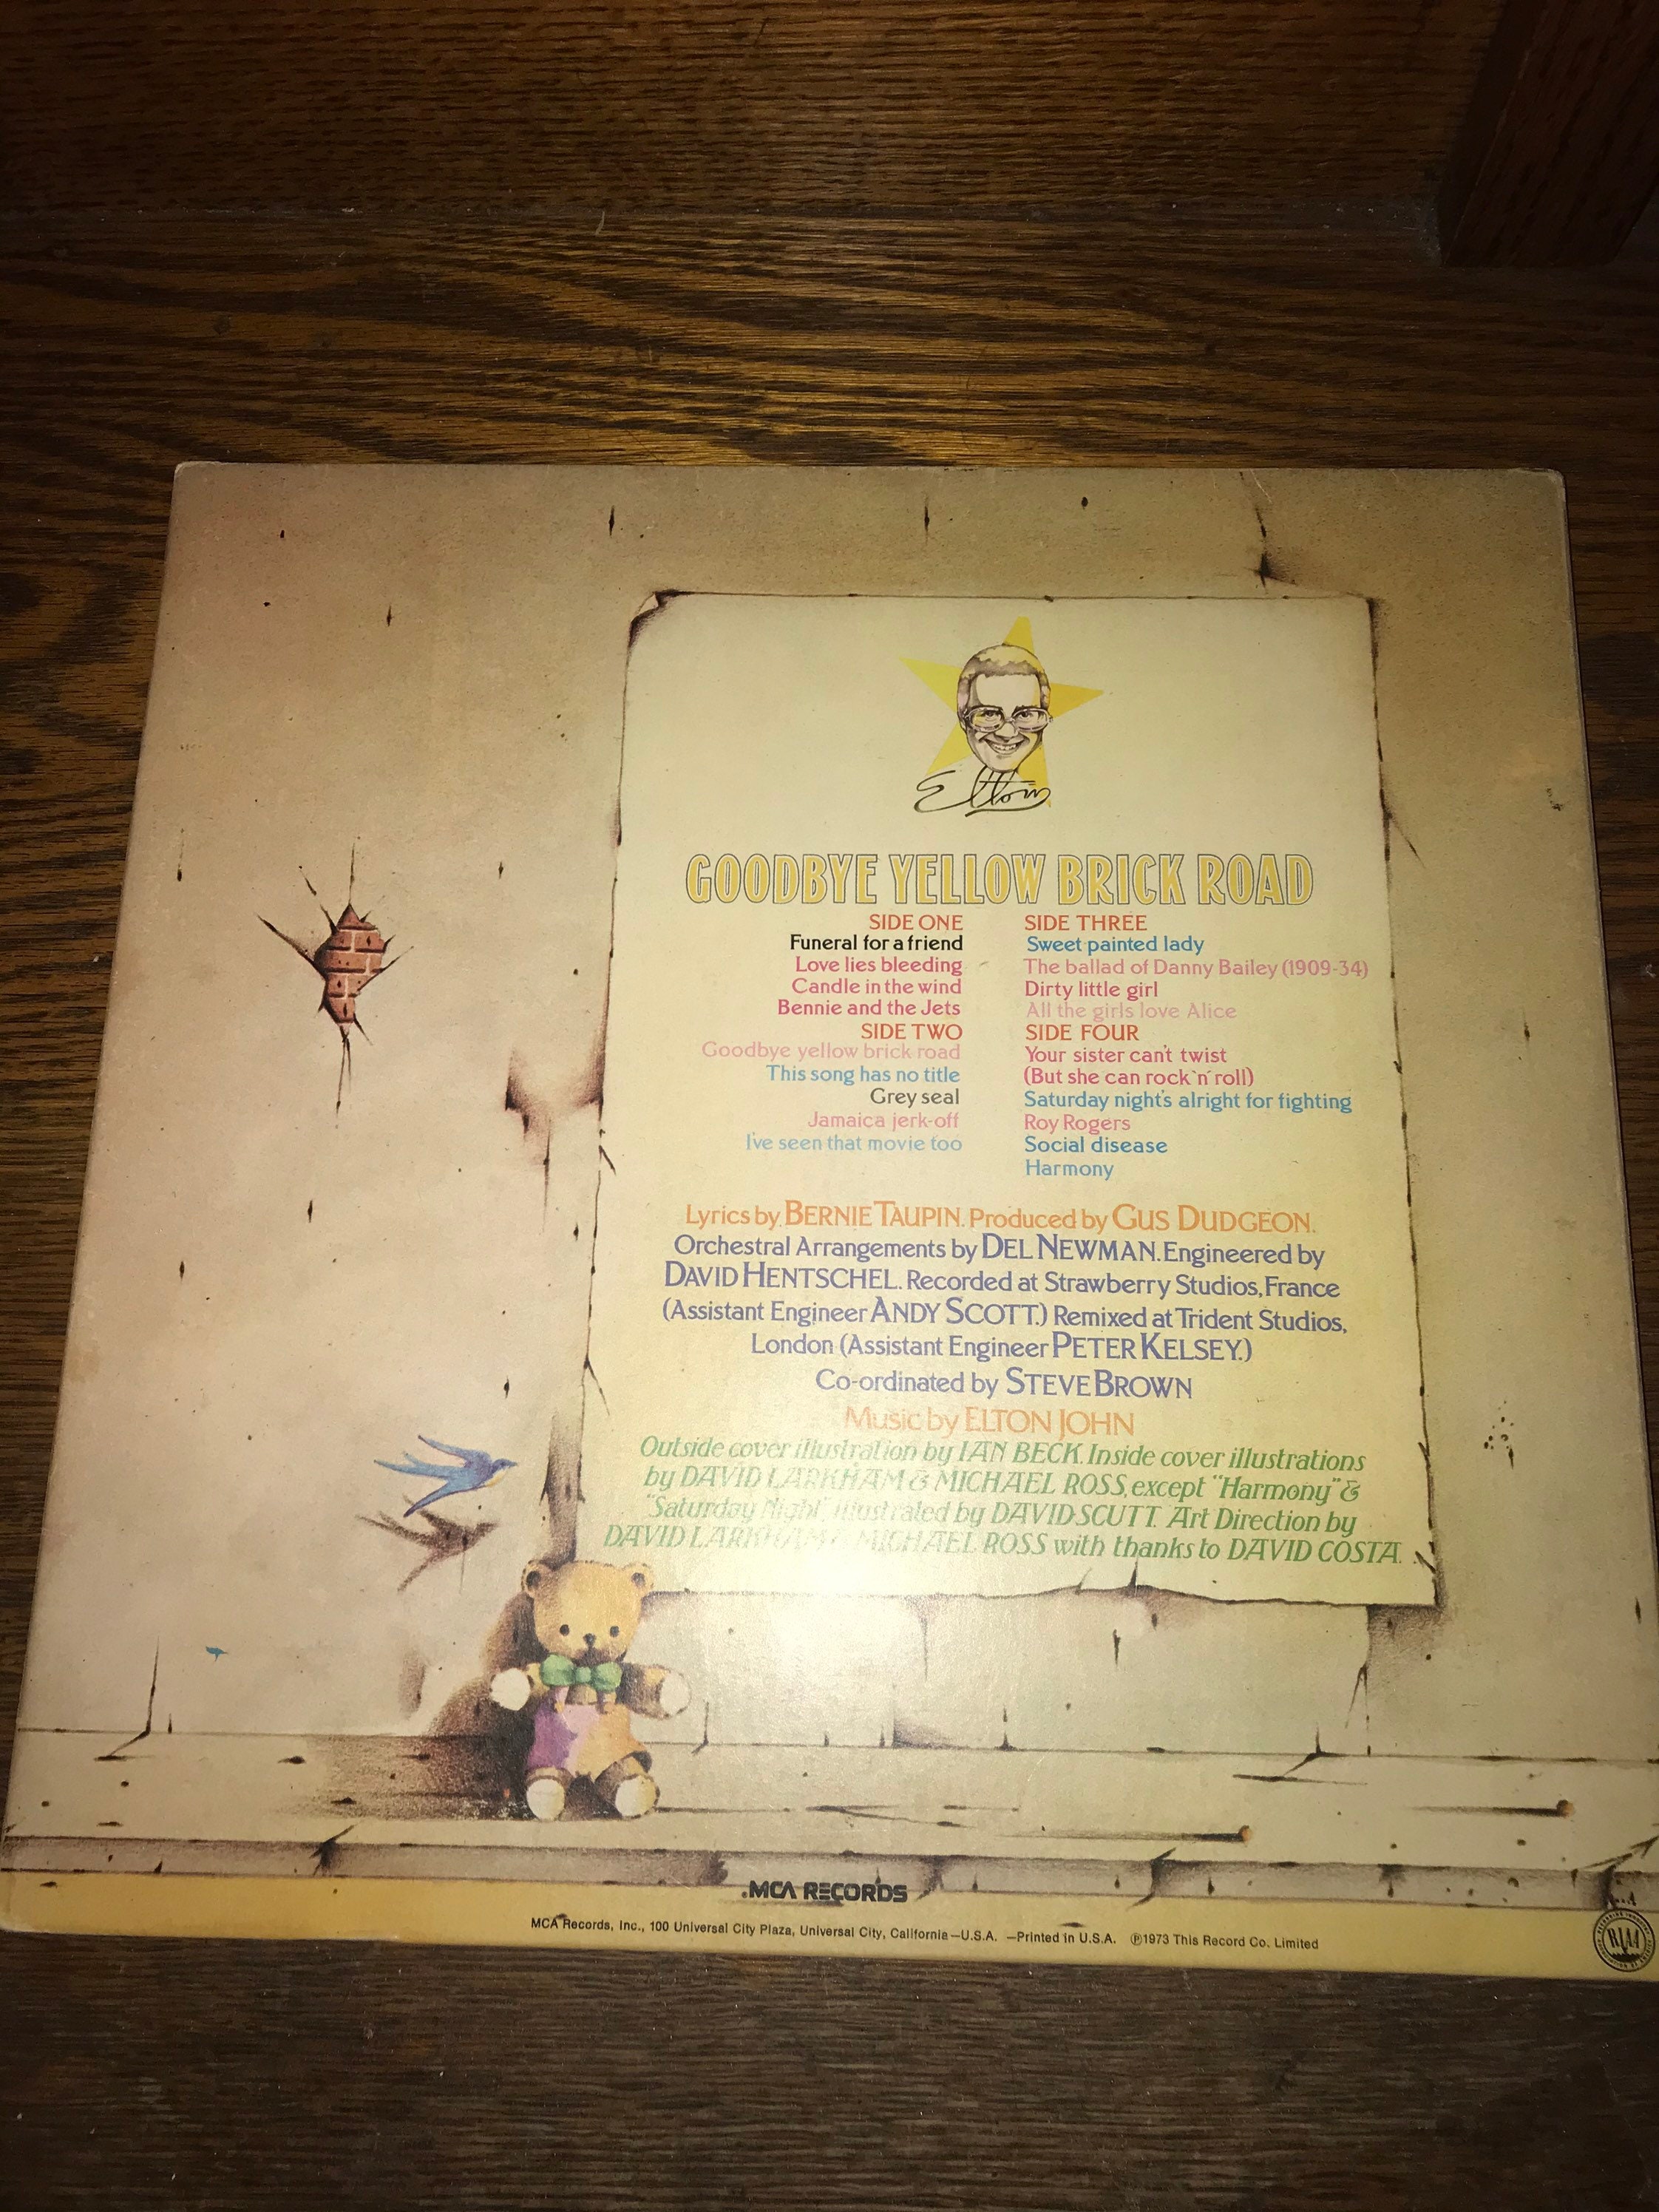 Elton
GOODBYE YELLOW BRICK ROAD
SIDE ONE
Funeral for a friend
Love lies bleeding
Candle in the wind
Bennie and the Jets
SIDE TWO
Goodbye yellow brick road
This song has no title
Grey seal
Jamaica jerk-off
I've seen that movie too
SIDE THREE
Sweet painted lady
The ballad of Danny Bailey (1909-34)
Dirty little girl
All the girls love Alice
SIDE FOUR
Your sister can't twist
(But she can rock 'n' roll)
Saturday night's alright for fighting
Roy Rogers
Social disease
Harmony
Lyrics by BERNIE TAUPIN. Produced by GUS DUDGEON.
Orchestral Arrangements by DEL NEWMAN. Engineered by
DAVID HENTSCHEL. Recorded at Strawberry Studios, France
(Assistant Engineer ANDY SCOTT.) Remixed at Trident Studios,
London (Assistant Engineer PETER KELSEY.)
Co-ordinated by STEVE BROWN
Music by ELTON JOHN
Outside cover illustration by IAN BECK. Inside cover illustrations
by DAVID LARKHAM & MICHAEL ROSS, except "Harmony" &
"Saturday Night" illustrated by DAVID SCUTT. Art Direction by
DAVID LARKHAM & MICHAEL ROSS with thanks to DAVID COSTA.
MCA RECORDS
MCA Records, Inc., 100 Universal City Plaza, Universal City, California—U.S.A. —Printed in U.S.A. ℗1973 This Record Co. Limited
RIAA